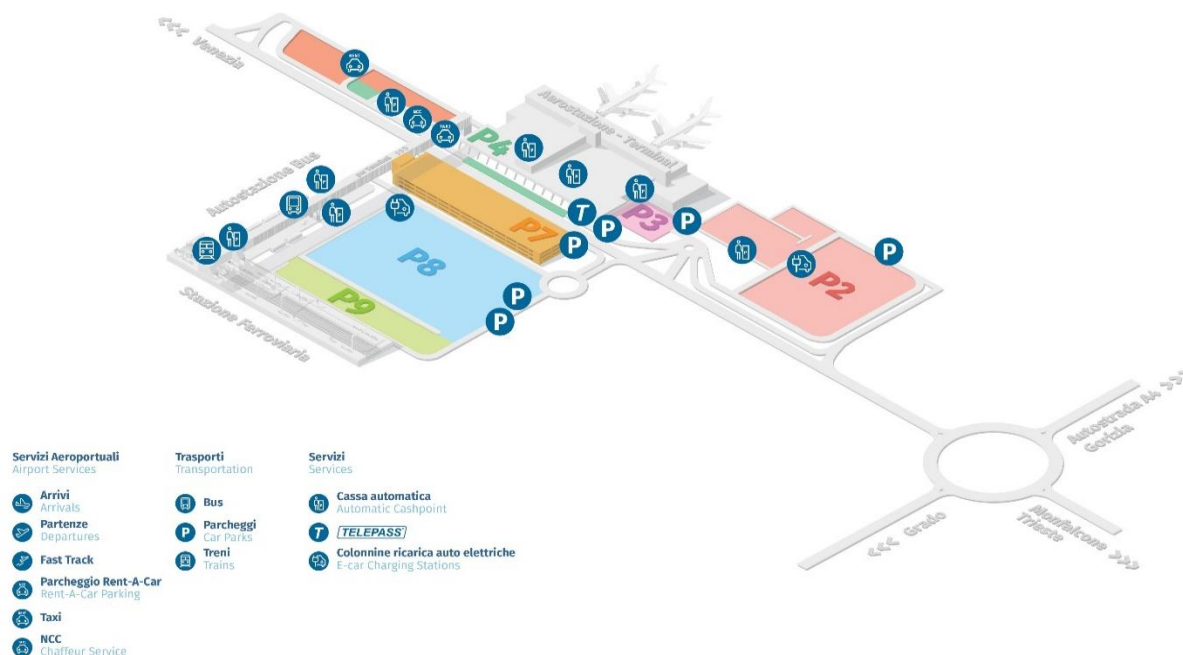 <<< Venezia
RENT
NCC
TAXI
Aerostazione - Terminal
P4
Autostazione Bus
T
P3
P
P
P7
P
P
P8
P2
P9
P
P
Stazione Ferroviaria
Autostrada A4 >>>
Gorizia
<<< Grado
Monfalcone
Trieste >>>
Servizi Aeroportuali
Airport Services
Arrivi
Arrivals
Partenze
Departures
Fast Track
Parcheggio Rent-A-Car
Rent-A-Car Parking
Taxi
NCC
Chaffeur Service
Trasporti
Transportation
Bus
P
Parcheggi
Car Parks
Treni
Trains
Servizi
Services
Cassa automatica
Automatic Cashpoint
T
TELEPASS
Colonnine ricarica auto elettriche
E-car Charging Stations